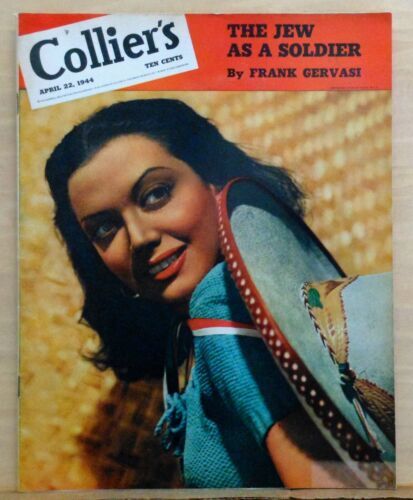 Collier's
TEN CENTS
APRIL 22, 1944
THE JEW
AS A SOLDIER
By FRANK GERVASI